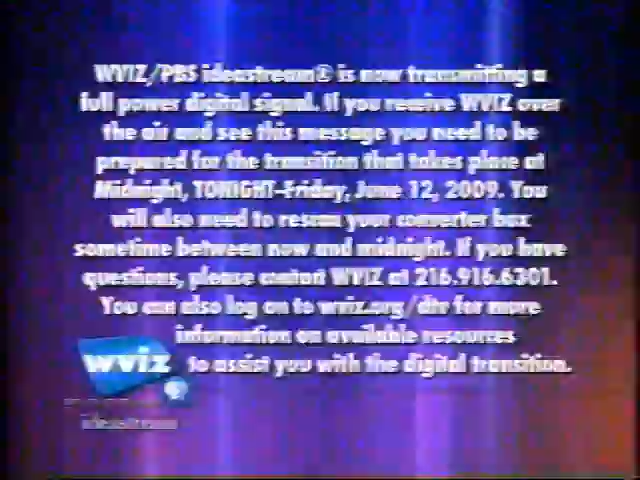 WVIZ/PBS ideastream® is now transmitting a
full power digital signal. If you receive WVIZ over
the air and see this message you need to be
prepared for the transition that takes place at
Midnight, TONIGHT-Friday, June 12, 2009. You
will also need to rescan your converter box
sometime between now and midnight. If you have
questions, please contact WVIZ at 216.916.6301.
You can also log on to wviz.org/dtv for more
information on available resources
to assist you with the digital transition.
wviz
ideastream